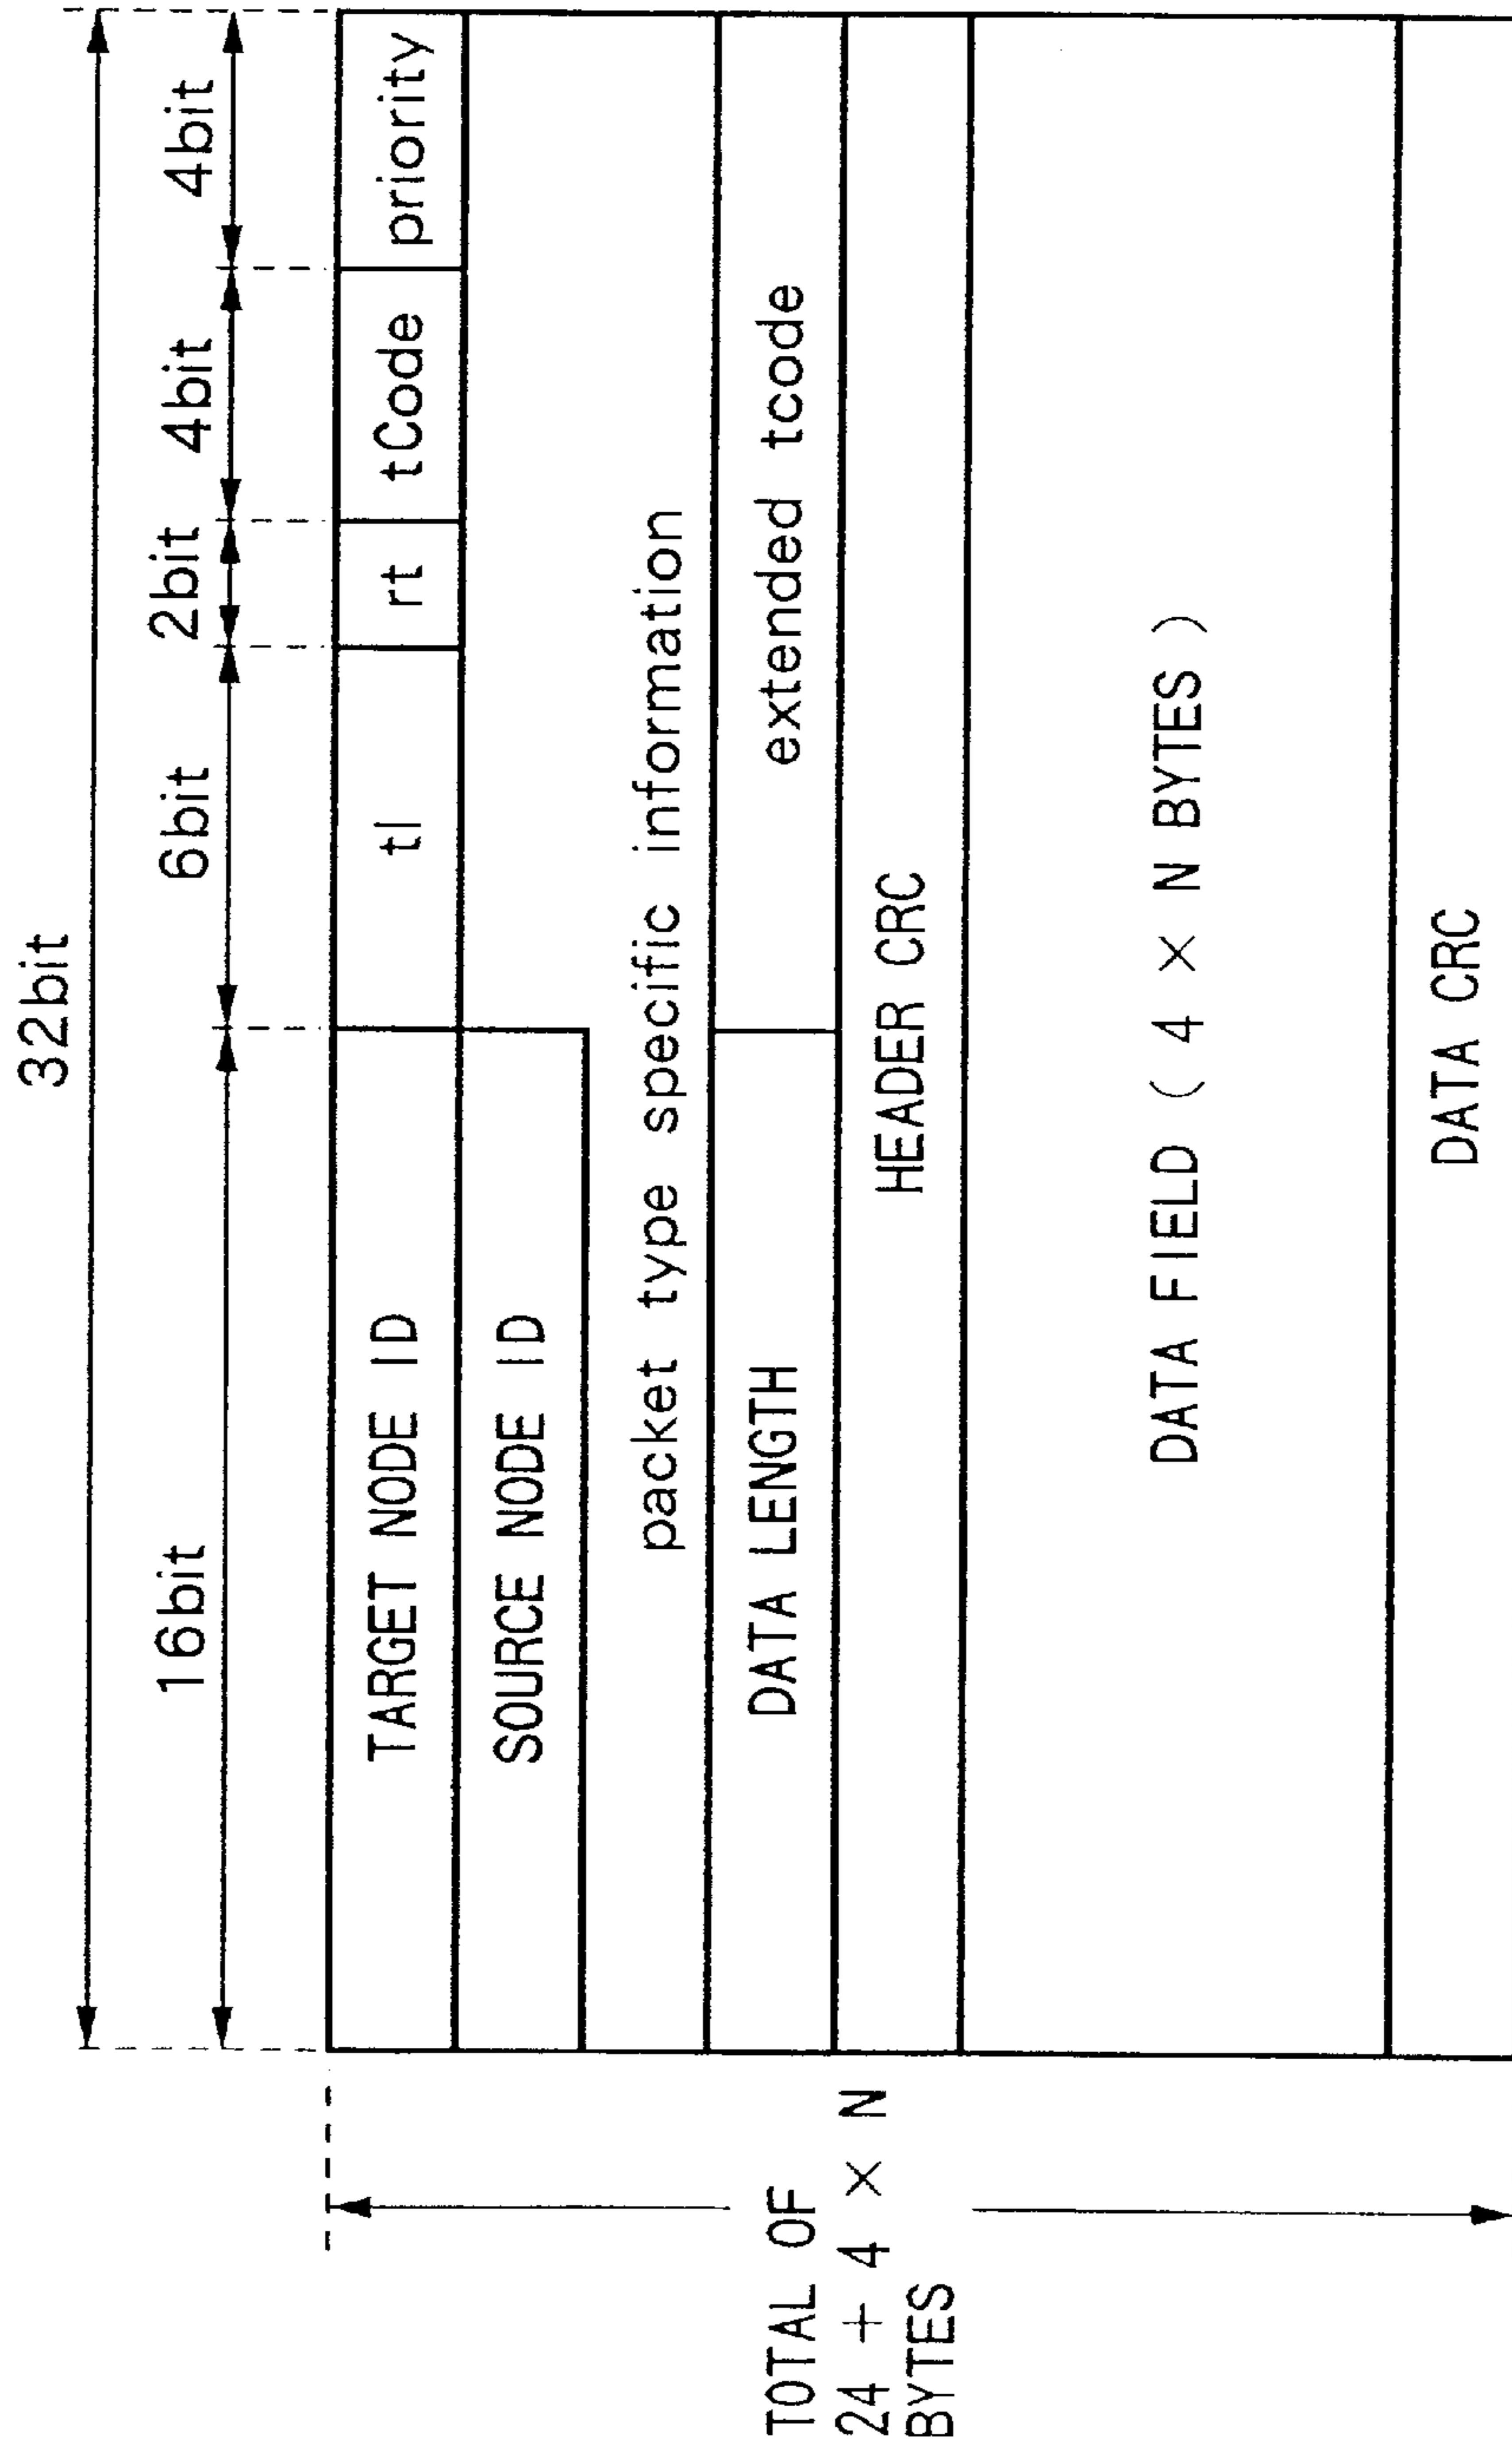 32bit
16bit 6bit 2bit 4bit 4bit
TARGET NODE ID tl rt tCode priority
SOURCE NODE ID
packet type specific information
DATA LENGTH extended tcode
HEADER CRC
DATA FIELD ( 4 × N BYTES )
DATA CRC
TOTAL OF
24 + 4 × N
BYTES